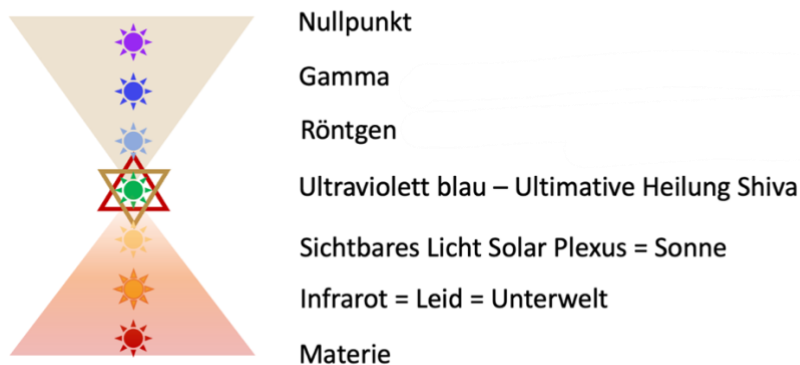 Nullpunkt
Gamma
Röntgen
Ultraviolett blau – Ultimative Heilung Shiva
Sichtbares Licht Solar Plexus = Sonne
Infrarot = Leid = Unterwelt
Materie